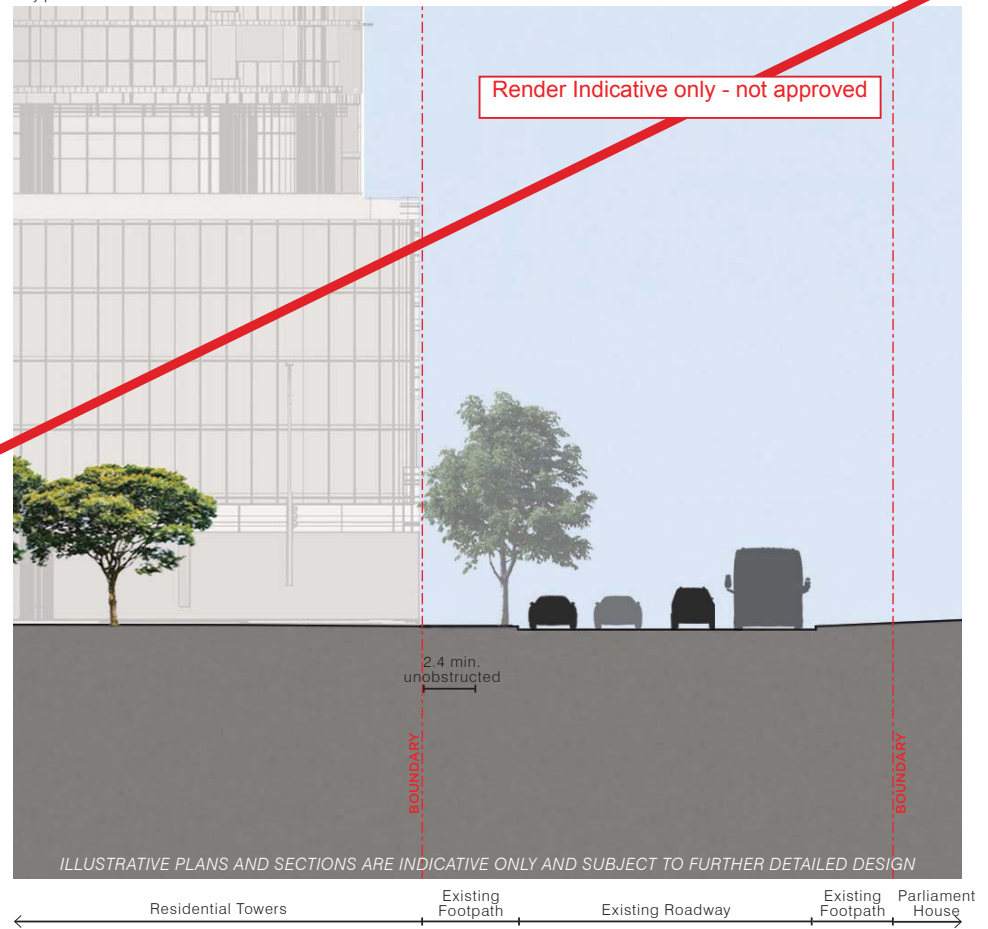 Render Indicative only - not approved
2.4 min.
unobstructed
BOUNDARY
BOUNDARY
ILLUSTRATIVE PLANS AND SECTIONS ARE INDICATIVE ONLY AND SUBJECT TO FURTHER DETAILED DESIGN
Residential Towers
Existing
Footpath
Existing Roadway
Existing
Footpath
Parliament
House